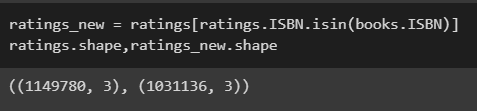 ratings_new = ratings[ratings.ISBN.isin(books.ISBN)]
ratings.shape,ratings_new.shape
((1149780, 3), (1031136, 3))